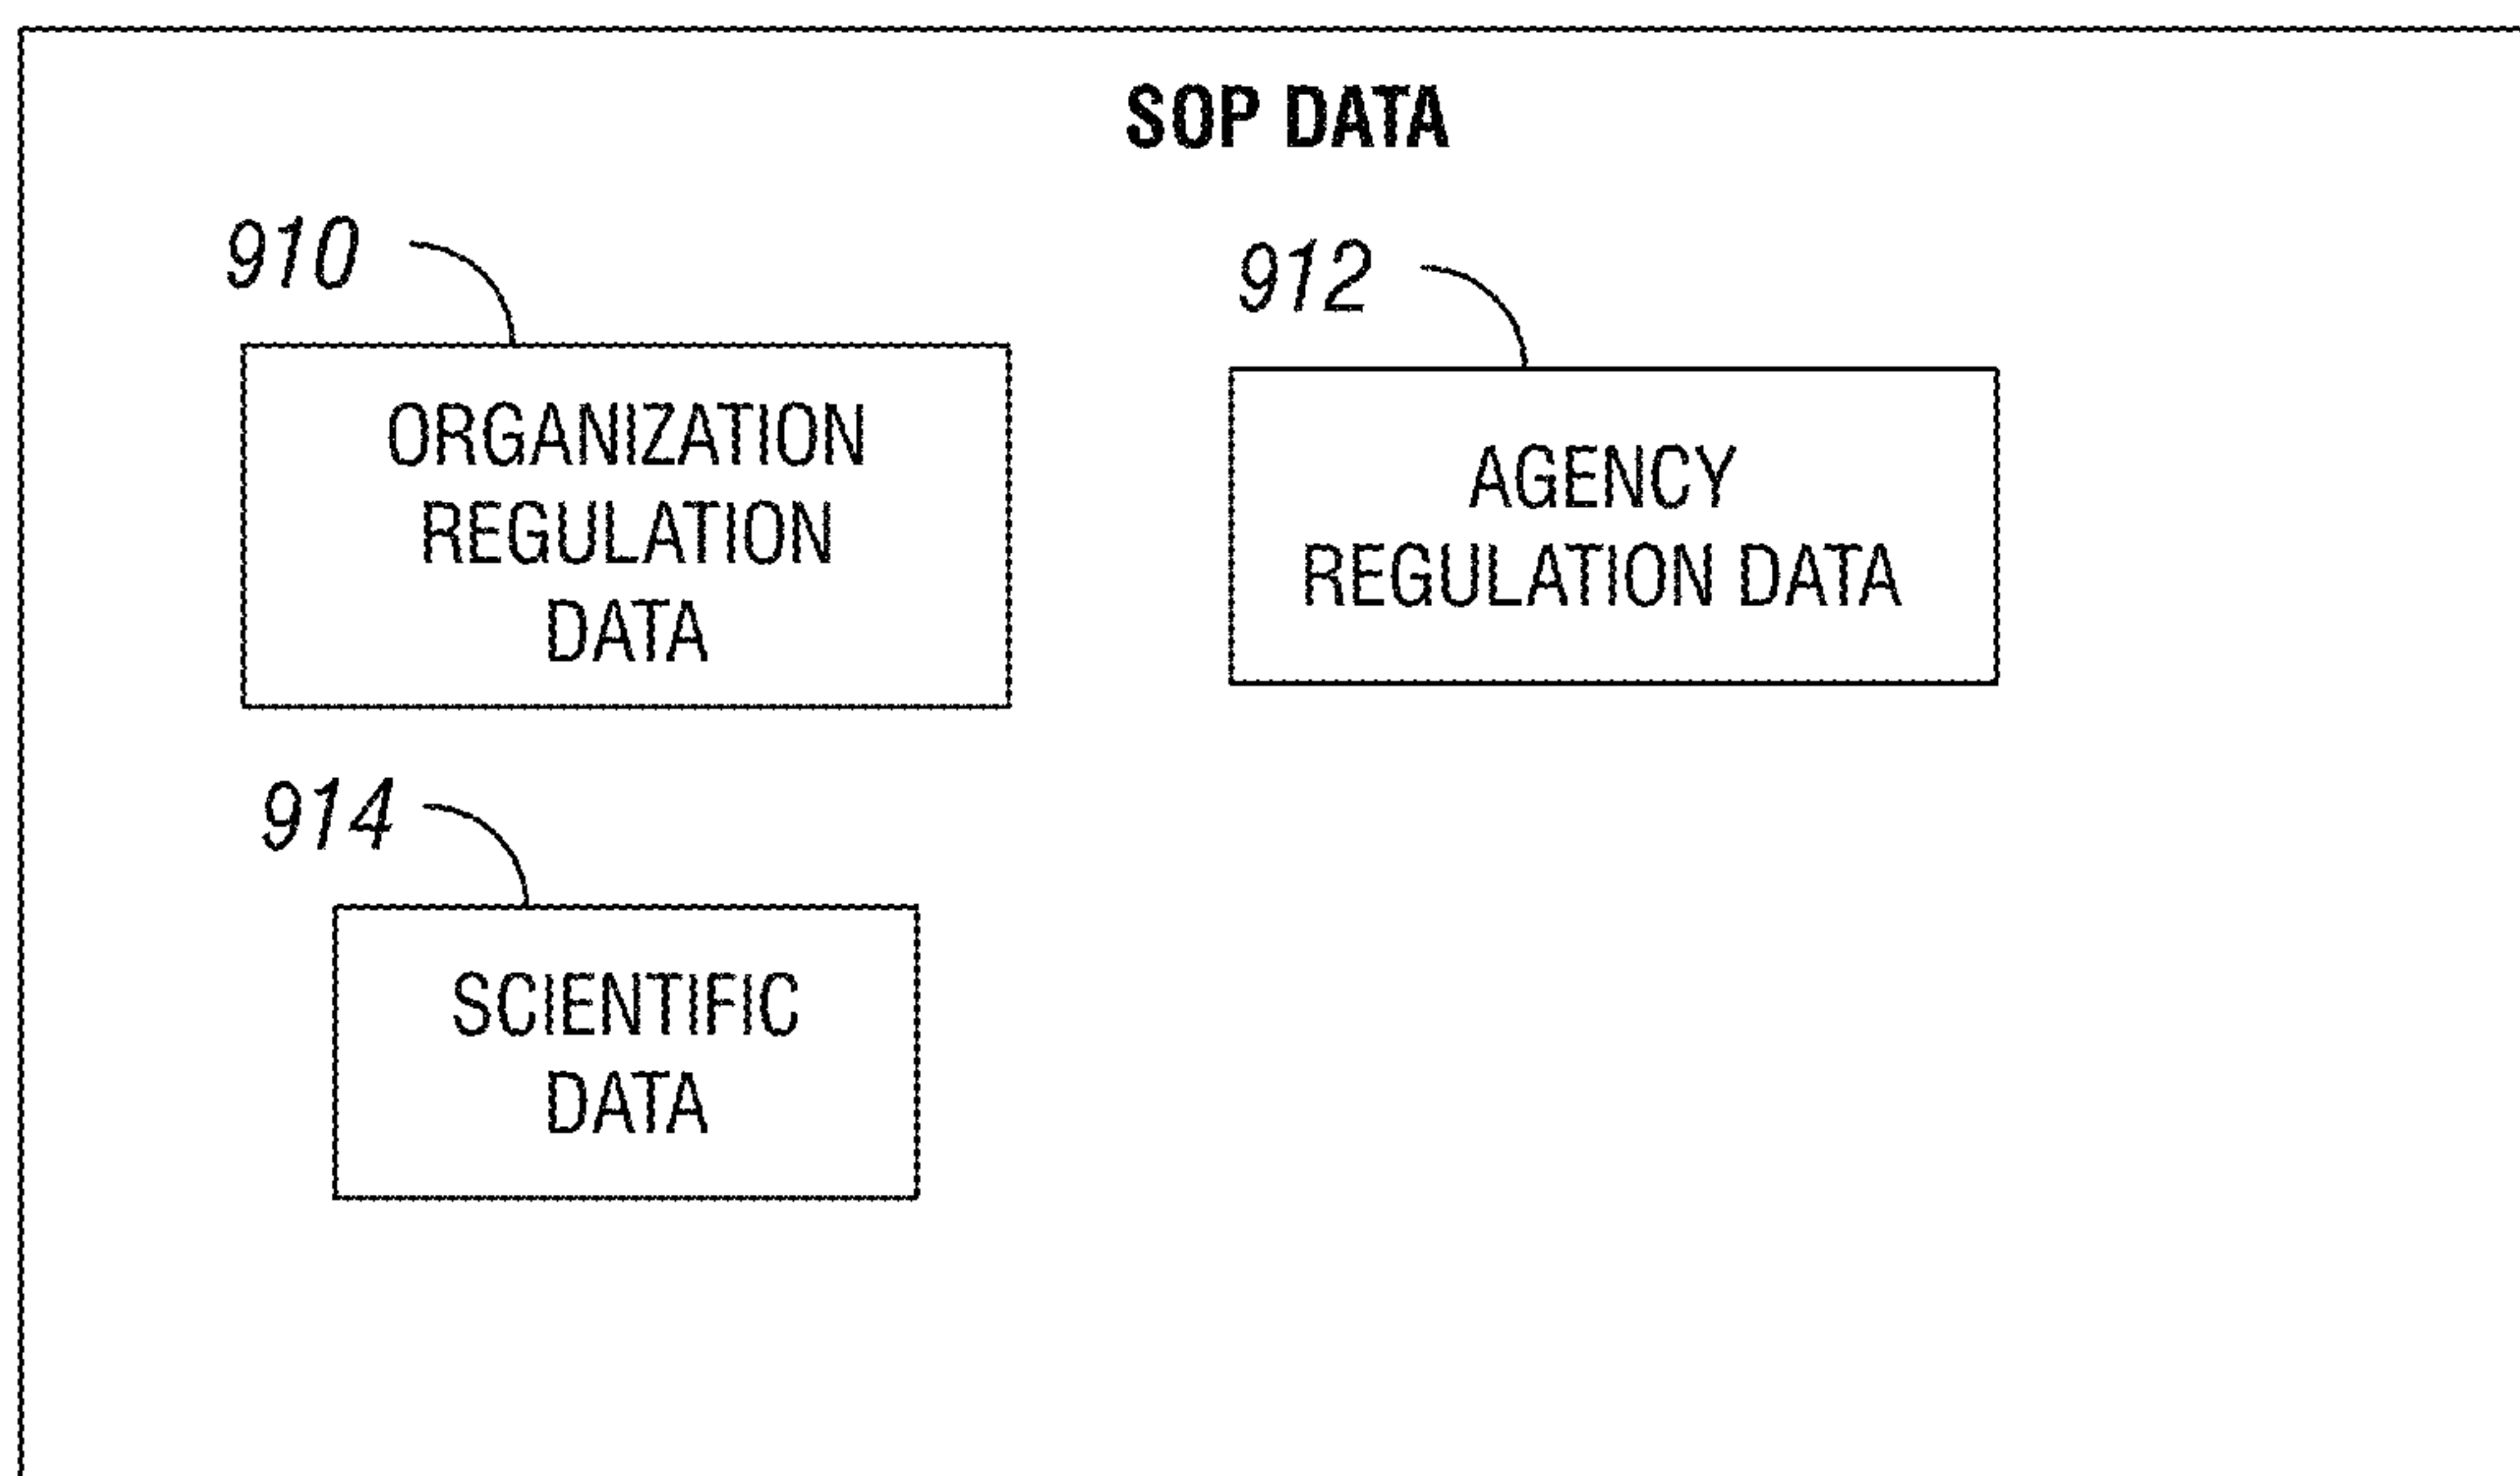 SOP DATA
910
912
ORGANIZATION
REGULATION
DATA
AGENCY
REGULATION DATA
914
SCIENTIFIC
DATA